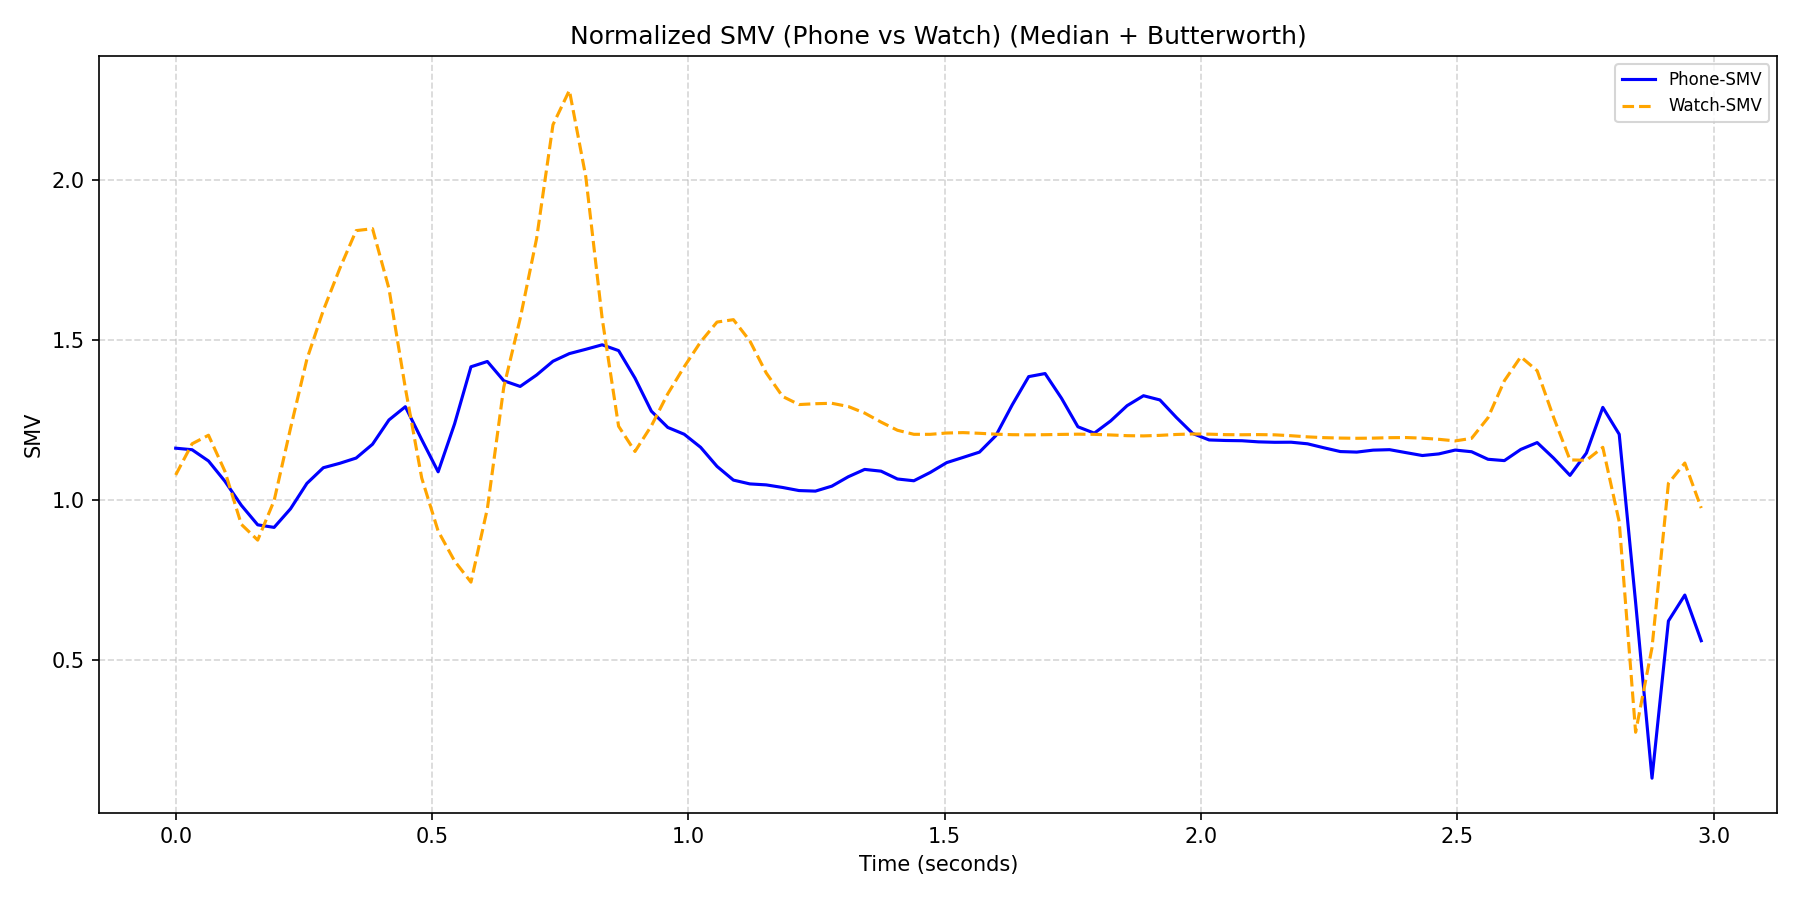 Normalized SMV (Phone vs Watch) (Median + Butterworth)
Phone-SMV
Watch-SMV
SMV
2.0
1.5
1.0
0.5
0.0 0.5 1.0 1.5 2.0 2.5 3.0
Time (seconds)